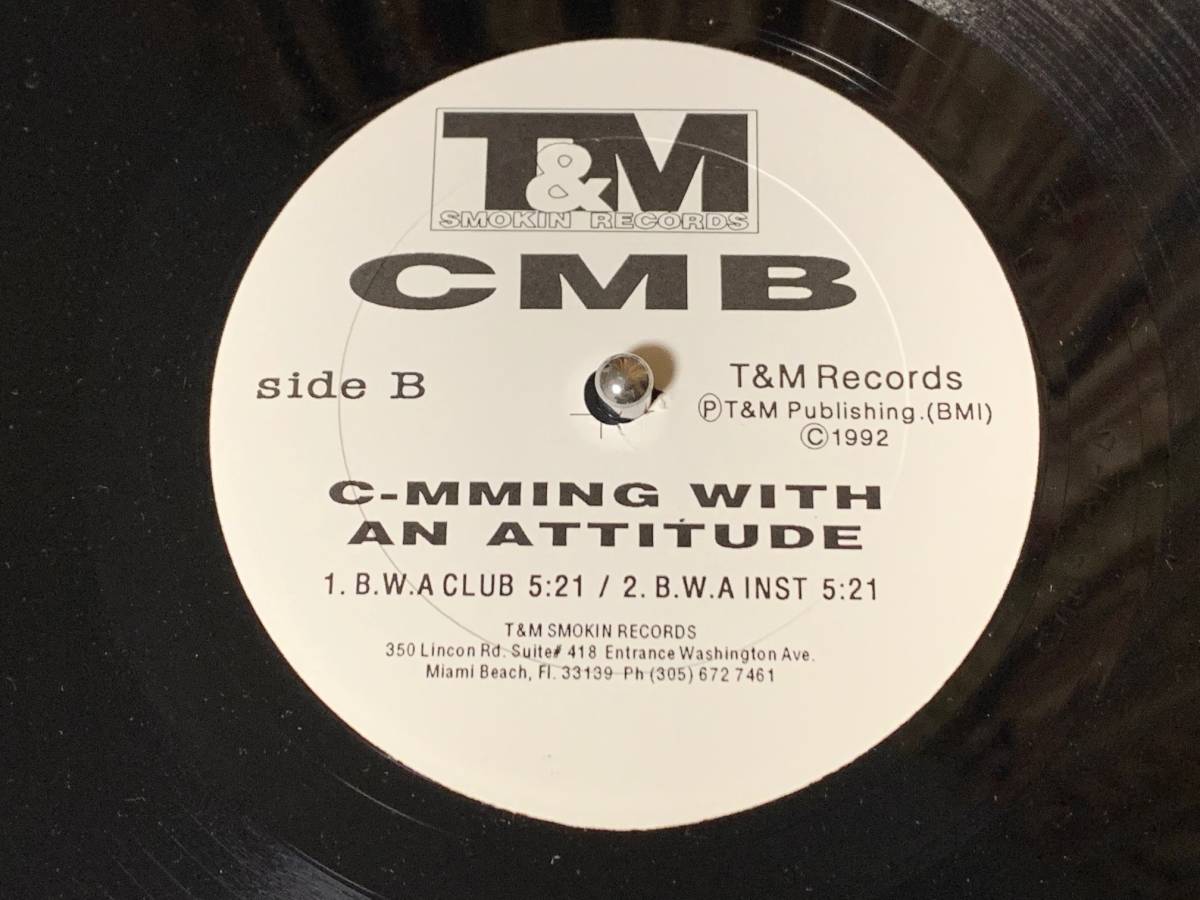 T&M
SMOKIN RECORDS
CMB
side B
T&M Records
ⓅT&M Publishing.(BMI)
©1992
C-MMING WITH
AN ATTITUDE
1. B.W.A CLUB 5:21 / 2. B.W.A INST 5:21
T&M SMOKIN RECORDS
350 Lincon Rd. Suite# 418 Entrance Washington Ave.
Miami Beach, Fl. 33139 Ph (305) 672 7461